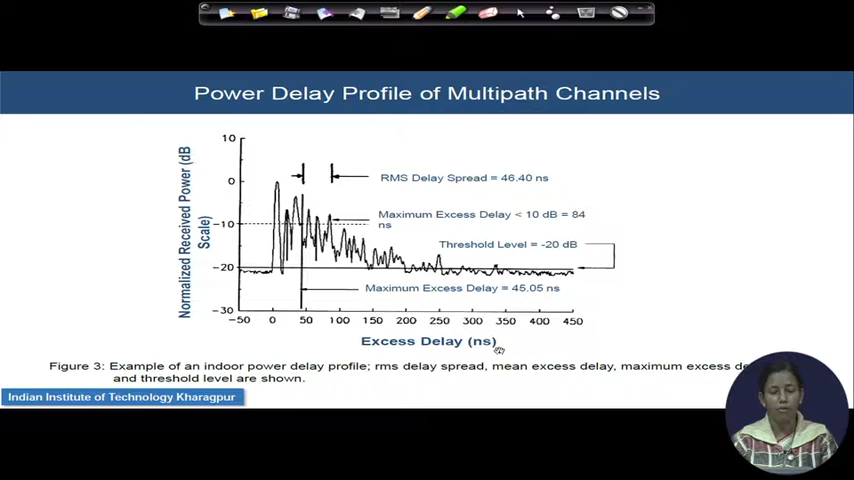 Power Delay Profile of Multipath Channels
10
0
-10
-20
-30
Normalized Received Power (dB
Scale)
RMS Delay Spread = 46.40 ns
Maximum Excess Delay < 10 dB = 84
ns
Threshold Level = -20 dB
Maximum Excess Delay = 45.05 ns
-50 0 50 100 150 200 250 300 350 400 450
Excess Delay (ns)
Figure 3: Example of an indoor power delay profile; rms delay spread, mean excess delay, maximum excess
and threshold level are shown.
Indian Institute of Technology Kharagpur